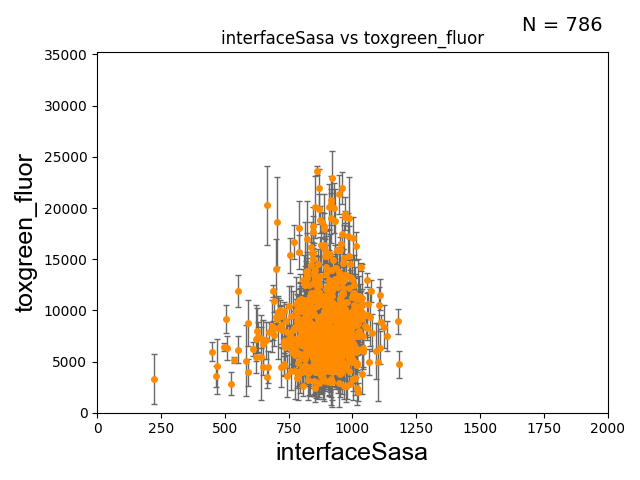 N = 786
interfaceSasa vs toxgreen_fluor
35000
30000
25000
20000
15000
10000
5000
0
toxgreen_fluor
0 250 500 750 1000 1250 1500 1750 2000
interfaceSasa